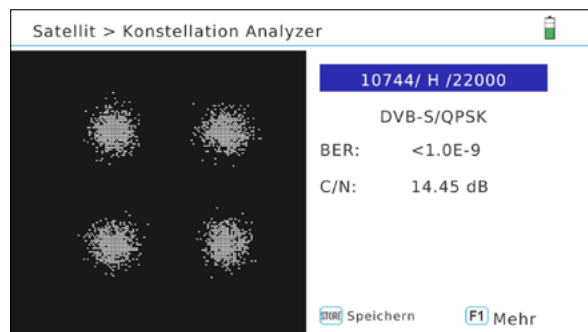 Satellit > Konstellation Analyzer
10744/ H /22000
DVB-S/QPSK
BER: <1.0E-9
C/N: 14.45 dB
STORE Speichern F1 Mehr